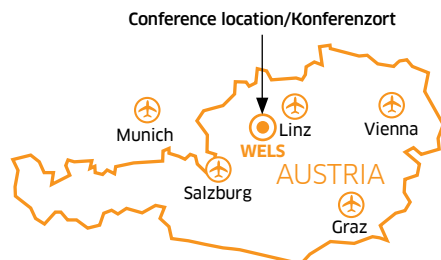 Conference location/Konferenzort
Munich
Linz
Vienna
WELS
Salzburg
AUSTRIA
Graz